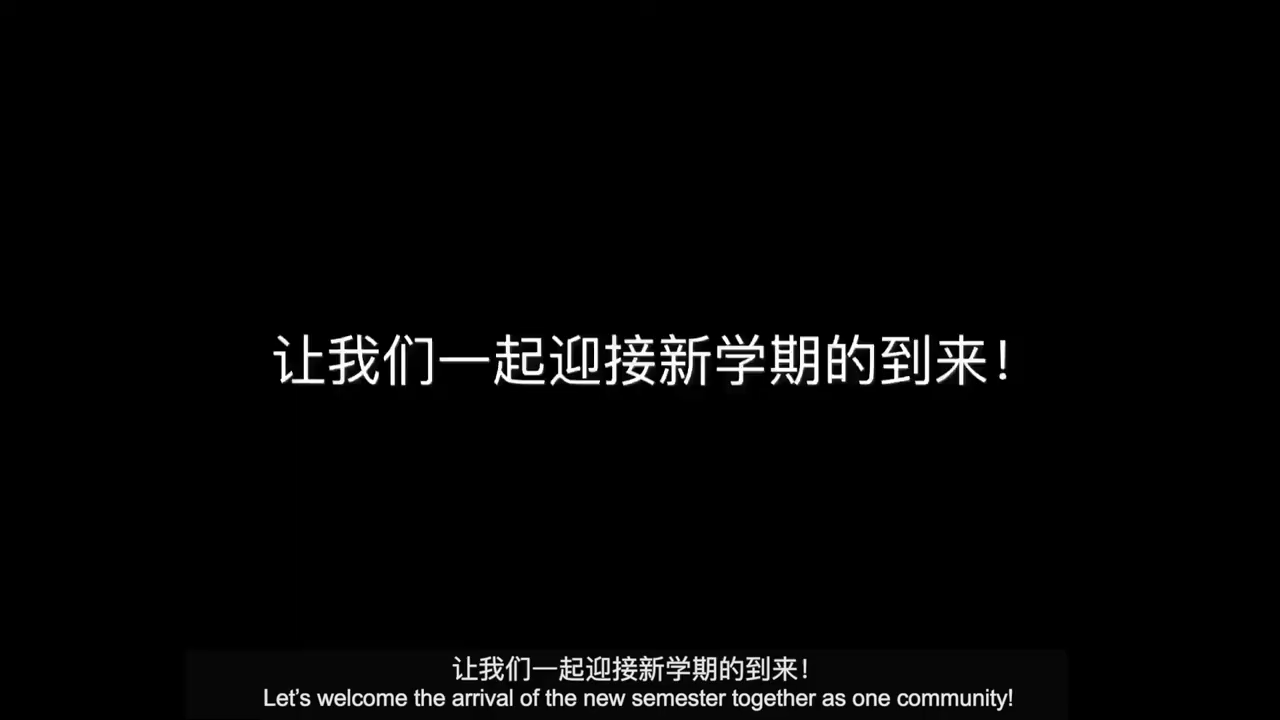 让我们一起迎接新学期的到来！
让我们一起迎接新学期的到来！
Let’s welcome the arrival of the new semester together as one community!